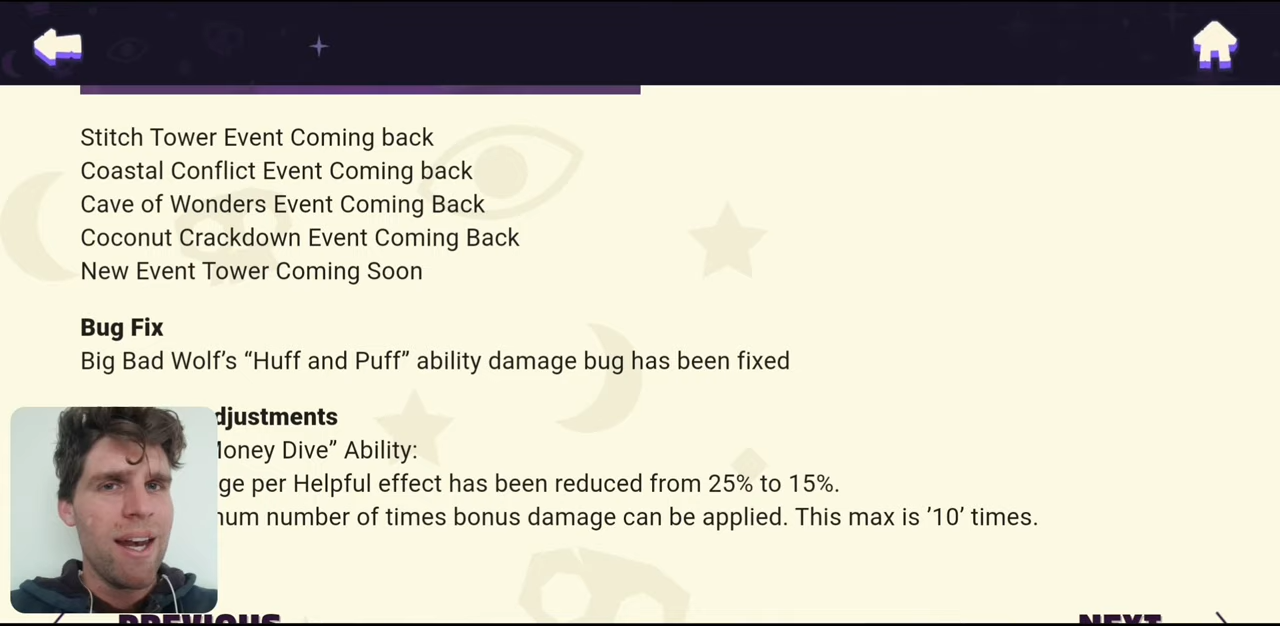 Stitch Tower Event Coming back
Coastal Conflict Event Coming back
Cave of Wonders Event Coming Back
Coconut Crackdown Event Coming Back
New Event Tower Coming Soon
Bug Fix
Big Bad Wolf’s “Huff and Puff” ability damage bug has been fixed
djustments
Money Dive” Ability:
per Helpful effect has been reduced from 25% to 15%.
number of times bonus damage can be applied. This max is ’10’ times.
PREVIOUS
NEXT